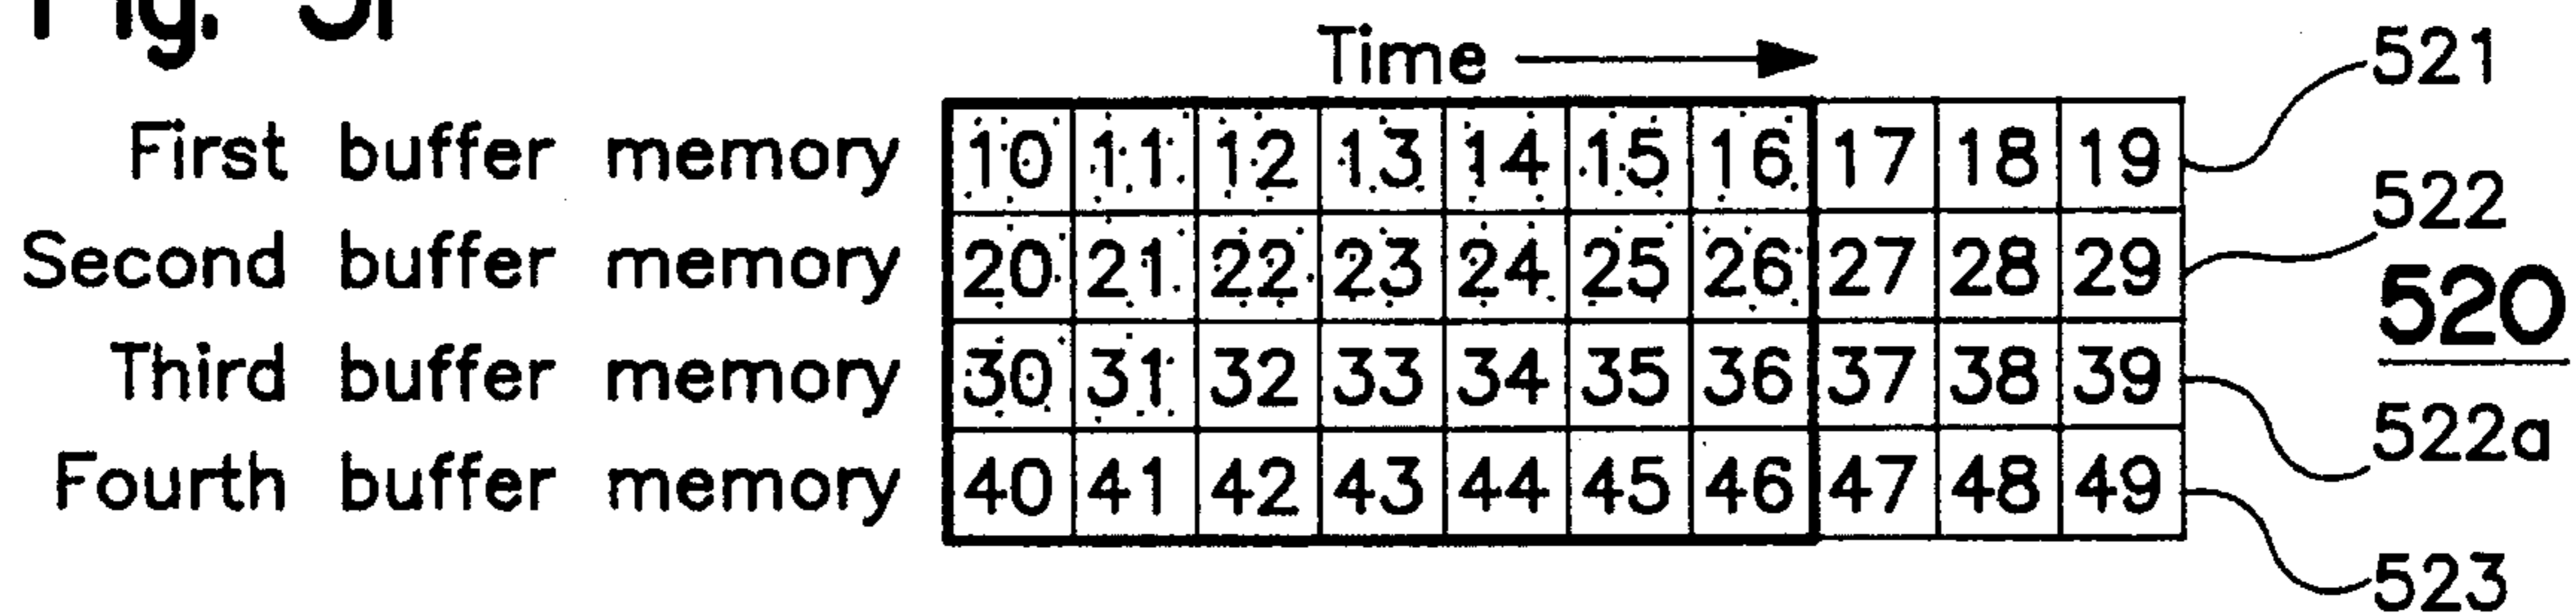 Fig.
Time
First buffer memory 10 11 12 13 14 15 16 17 18 19 521
Second buffer memory 20 21 22 23 24 25 26 27 28 29 522
520
Third buffer memory 30 31 32 33 34 35 36 37 38 39 522a
Fourth buffer memory 40 41 42 43 44 45 46 47 48 49 523